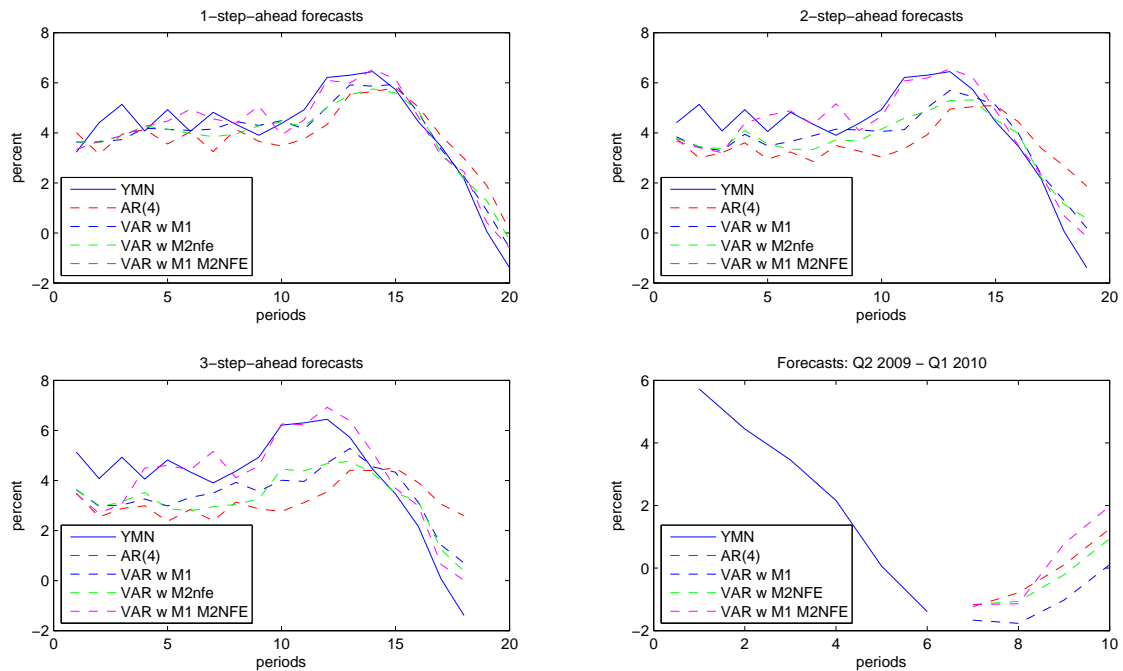 1−step−ahead forecasts
8
6
4
2
0
−2
percent
YMN
AR(4)
VAR w M1
VAR w M2nfe
VAR w M1 M2NFE
0 5 10 15 20
periods
2−step−ahead forecasts
8
6
4
2
0
−2
percent
YMN
AR(4)
VAR w M1
VAR w M2nfe
VAR w M1 M2NFE
0 5 10 15 20
periods
3−step−ahead forecasts
8
6
4
2
0
−2
percent
YMN
AR(4)
VAR w M1
VAR w M2nfe
VAR w M1 M2NFE
0 5 10 15 20
periods
Forecasts: Q2 2009 − Q1 2010
6
4
2
0
−2
percent
YMN
AR(4)
VAR w M1
VAR w M2NFE
VAR w M1 M2NFE
0 2 4 6 8 10
periods